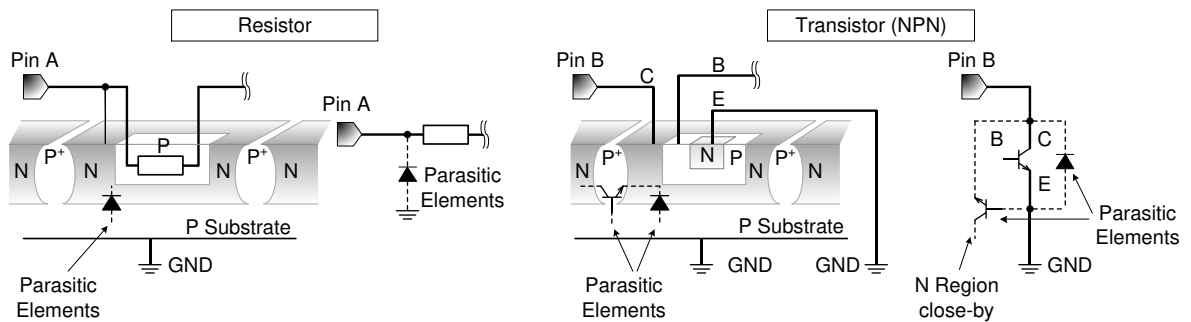 Resistor
Transistor (NPN)
Pin A
Pin A
N
P+
N
P
N
P+
N
Parasitic
Elements
P Substrate
GND
Parasitic
Elements
Pin B
C
B
E
N
P+
N
N
P
N
P+
N
P Substrate
GND
GND
Parasitic
Elements
Pin B
B
C
E
Parasitic
Elements
GND
N Region
close-by